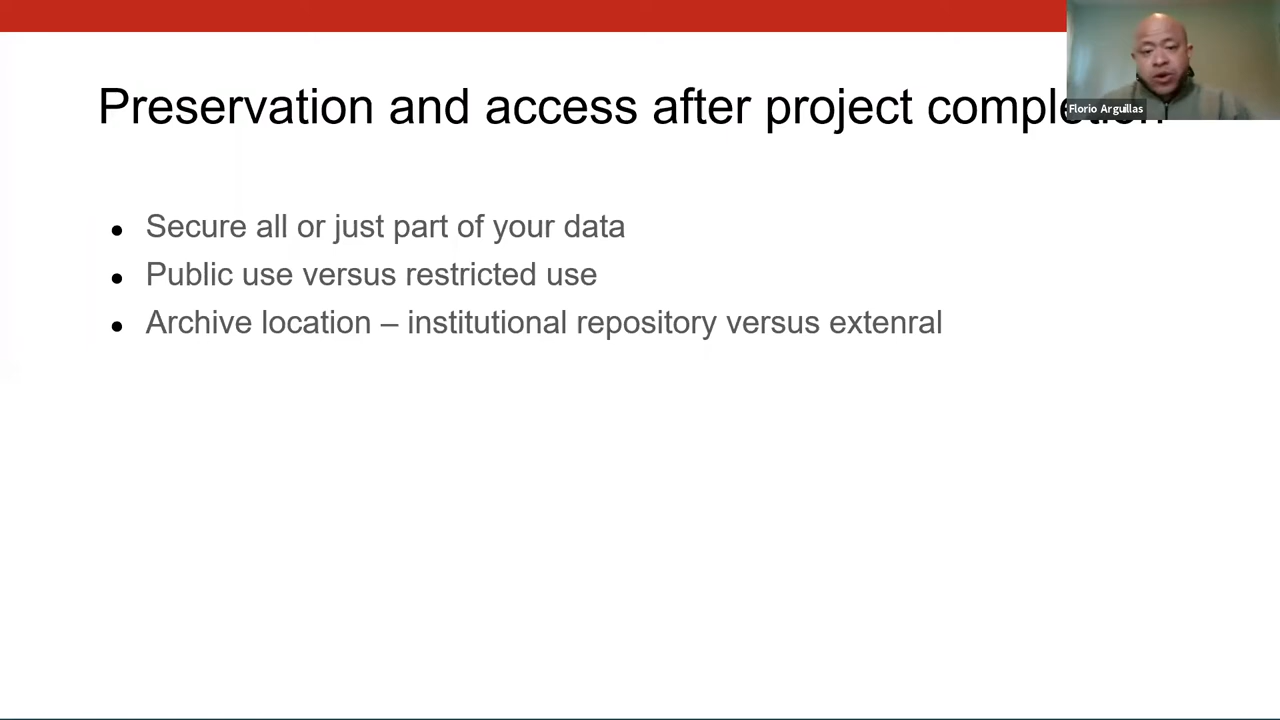 Preservation and access after project completion
Florio Arguillas
● Secure all or just part of your data
● Public use versus restricted use
● Archive location – institutional repository versus extenral